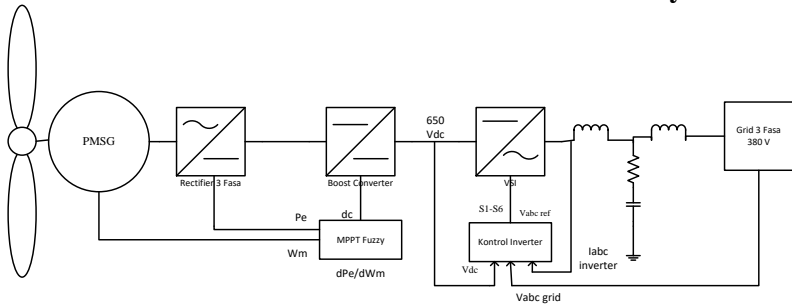 PMSG
Rectifier 3 Fasa
Boost Converter
650
Vdc
VSI
Grid 3 Fasa
380 V
Pe
dc
Wm
MPPT Fuzzy
dPe/dWm
S1-S6
Vabc ref
Kontrol Inverter
Vdc
Iabc
inverter
Vabc grid